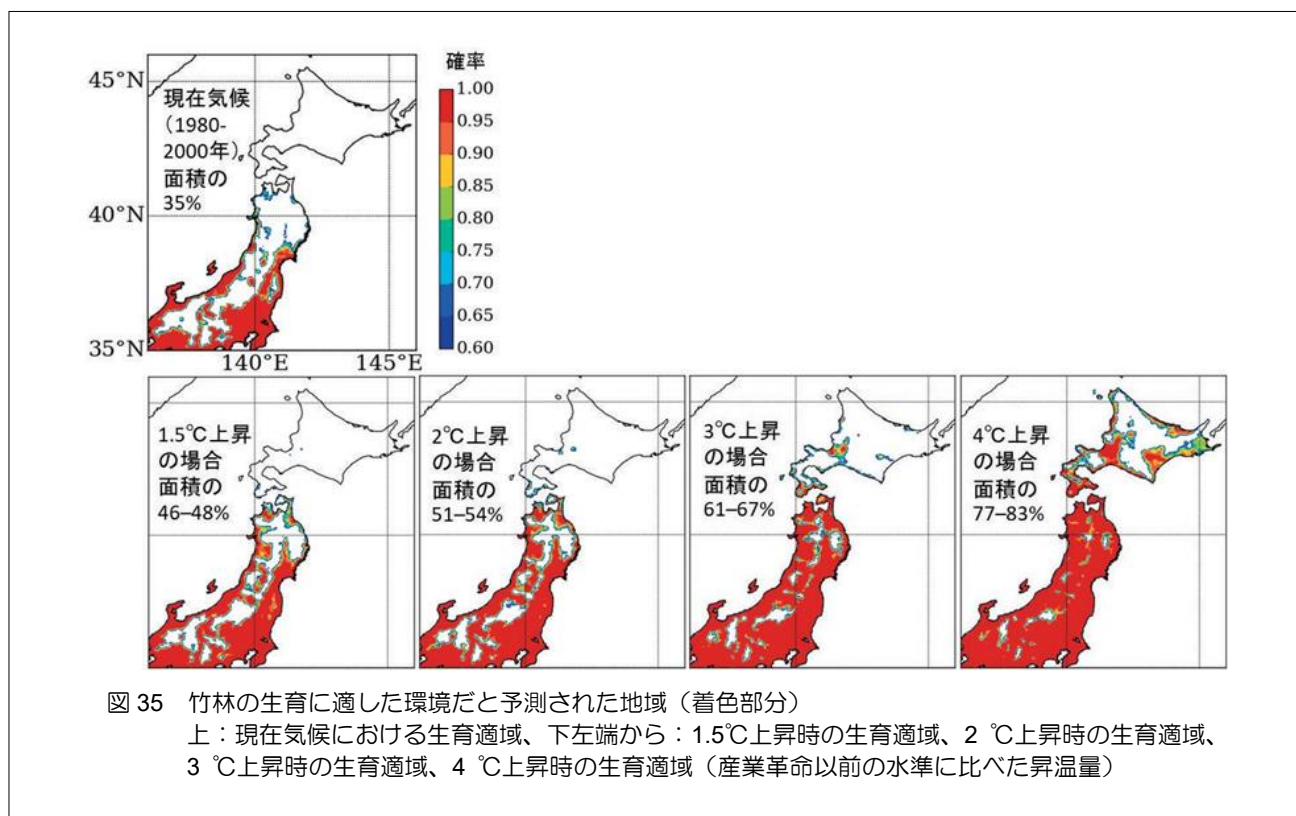 45°N
40°N
35°N
140°E
145°E
現在気候
(1980-
2000年)
面積の
35%
確率
1.00
0.95
0.90
0.85
0.80
0.75
0.70
0.65
0.60
1.5℃上昇
の場合
面積の
46–48%
2℃上昇
の場合
面積の
51–54%
3℃上昇
の場合
面積の
61–67%
4℃上昇
の場合
面積の
77–83%
図 35 竹林の生育に適した環境だと予測された地域（着色部分）
上：現在気候における生育適域、下左端から：1.5℃上昇時の生育適域、2 ℃上昇時の生育適域、
3 ℃上昇時の生育適域、4 ℃上昇時の生育適域（産業革命以前の水準に比べた昇温量）